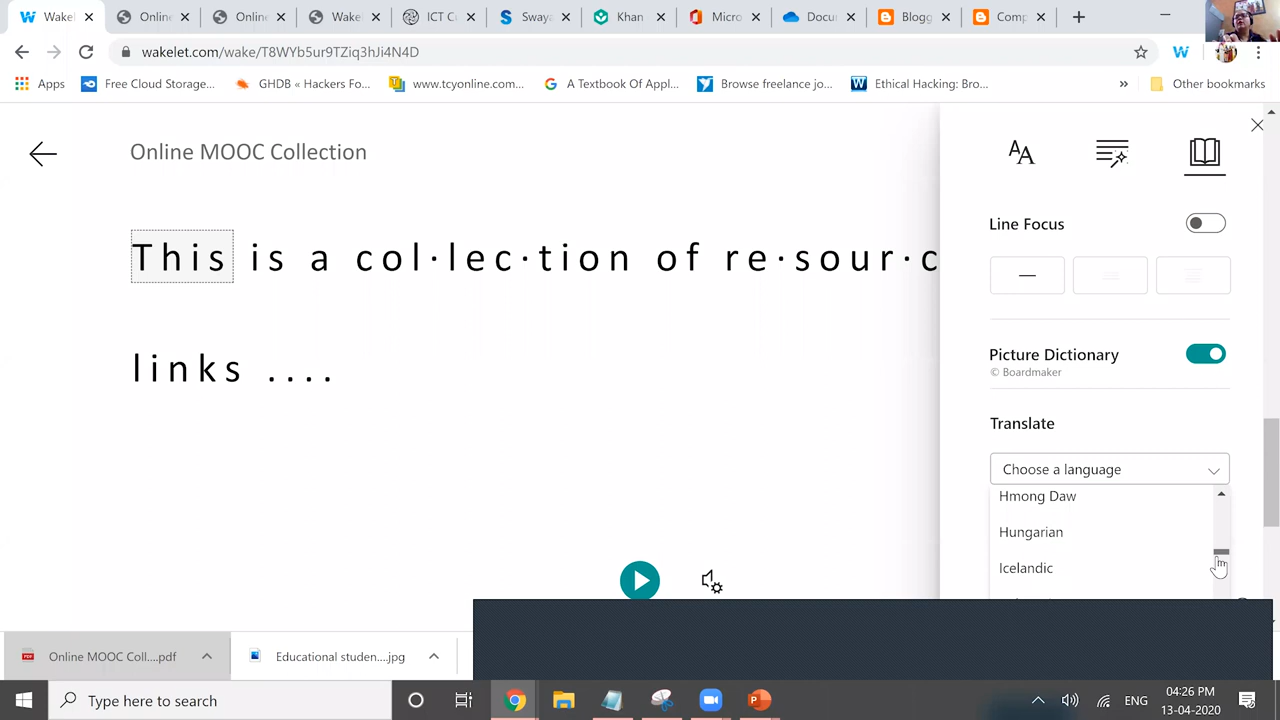 Wakel
Online
Online
Wake
ICT C
Sway
Khan
Micro
Docu
Blogg
Comp
wakelet.com/wake/T8WYb5ur9TZiq3hJi4N4D
Apps
Free Cloud Storage...
GHDB « Hackers Fo...
www.tcyonline.com...
A Textbook Of Appl...
Browse freelance jo...
Ethical Hacking: Bro...
»
Other bookmarks
Online MOOC Collection
This is a col·lec·tion of re·sour·c
links ....
Line Focus
Picture Dictionary
© Boardmaker
Translate
Choose a language
Hmong Daw
Hungarian
Icelandic
Online MOOC Coll....pdf
Educational studen....jpg
Type here to search
ENG
04:26 PM
13-04-2020